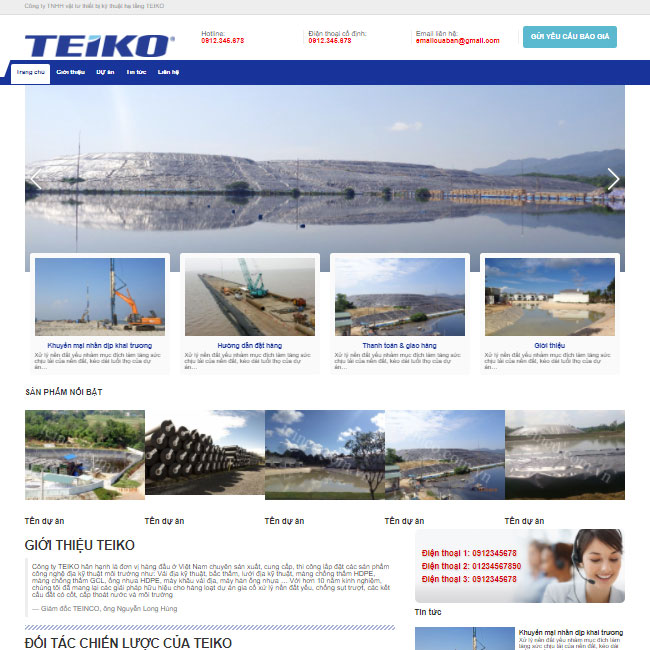 Công ty TNHH vật tư thiết bị kỹ thuật hạ tầng TEIKO
TEIKO®
Hotline:
0912.345.678
Điện thoại cố định:
0912.345.678
Email liên hệ:
emailcuaban@gmail.com
GỬI YÊU CẦU BÁO GIÁ
Trang chủ
Giới thiệu
Dự án
Tin tức
Liên hệ
Khuyến mại nhân dịp khai trương
Xử lý nền đất yếu nhằm mục đích làm tăng sức
chịu tải của nền đất, kéo dài tuổi thọ của dự
án...
Hướng dẫn đặt hàng
Xử lý nền đất yếu nhằm mục đích làm tăng sức
chịu tải của nền đất, kéo dài tuổi thọ của dự
án...
Thanh toán & giao hàng
Xử lý nền đất yếu nhằm mục đích làm tăng sức
chịu tải của nền đất, kéo dài tuổi thọ của dự
án...
Giới thiệu
Xử lý nền đất yếu nhằm mục đích làm tăng sức
chịu tải của nền đất, kéo dài tuổi thọ của dự
án...
SẢN PHẨM NỔI BẬT
Tên dự án
Tên dự án
Tên dự án
Tên dự án
Tên dự án
GIỚI THIỆU TEIKO
Công ty TEIKO hân hạnh là đơn vị hàng đầu ở Việt Nam chuyên sản xuất, cung cấp, thi công lắp đặt các sản phẩm
công nghệ địa kỹ thuật môi trường như: Vải địa kỹ thuật, bấc thấm, lưới địa kỹ thuật, màng chống thấm HDPE,
màng chống thấm GCL, ống nhựa HDPE, máy khâu vải địa, máy hàn ống nhựa ... Với hơn 10 năm kinh nghiệm,
chúng tôi đã mang lại các giải pháp hữu hiệu cho hàng loạt dự án gia cố xử lý nền đất yếu, chống sụt trượt, các kết
cấu đất có cốt, cấp thoát nước và môi trường
— Giám đốc TEINCO, ông Nguyễn Long Hùng
Điện thoại 1: 0912345678
Điện thoại 2: 01234567890
Điện thoại 3: 0912345678
Tin tức
Khuyến mại nhân dịp khai trương
Xử lý nền đất yếu nhằm mục đích làm
tăng sức chịu tải của nền đất, kéo dài
ĐỐI TÁC CHIẾN LƯỢC CỦA TEIKO